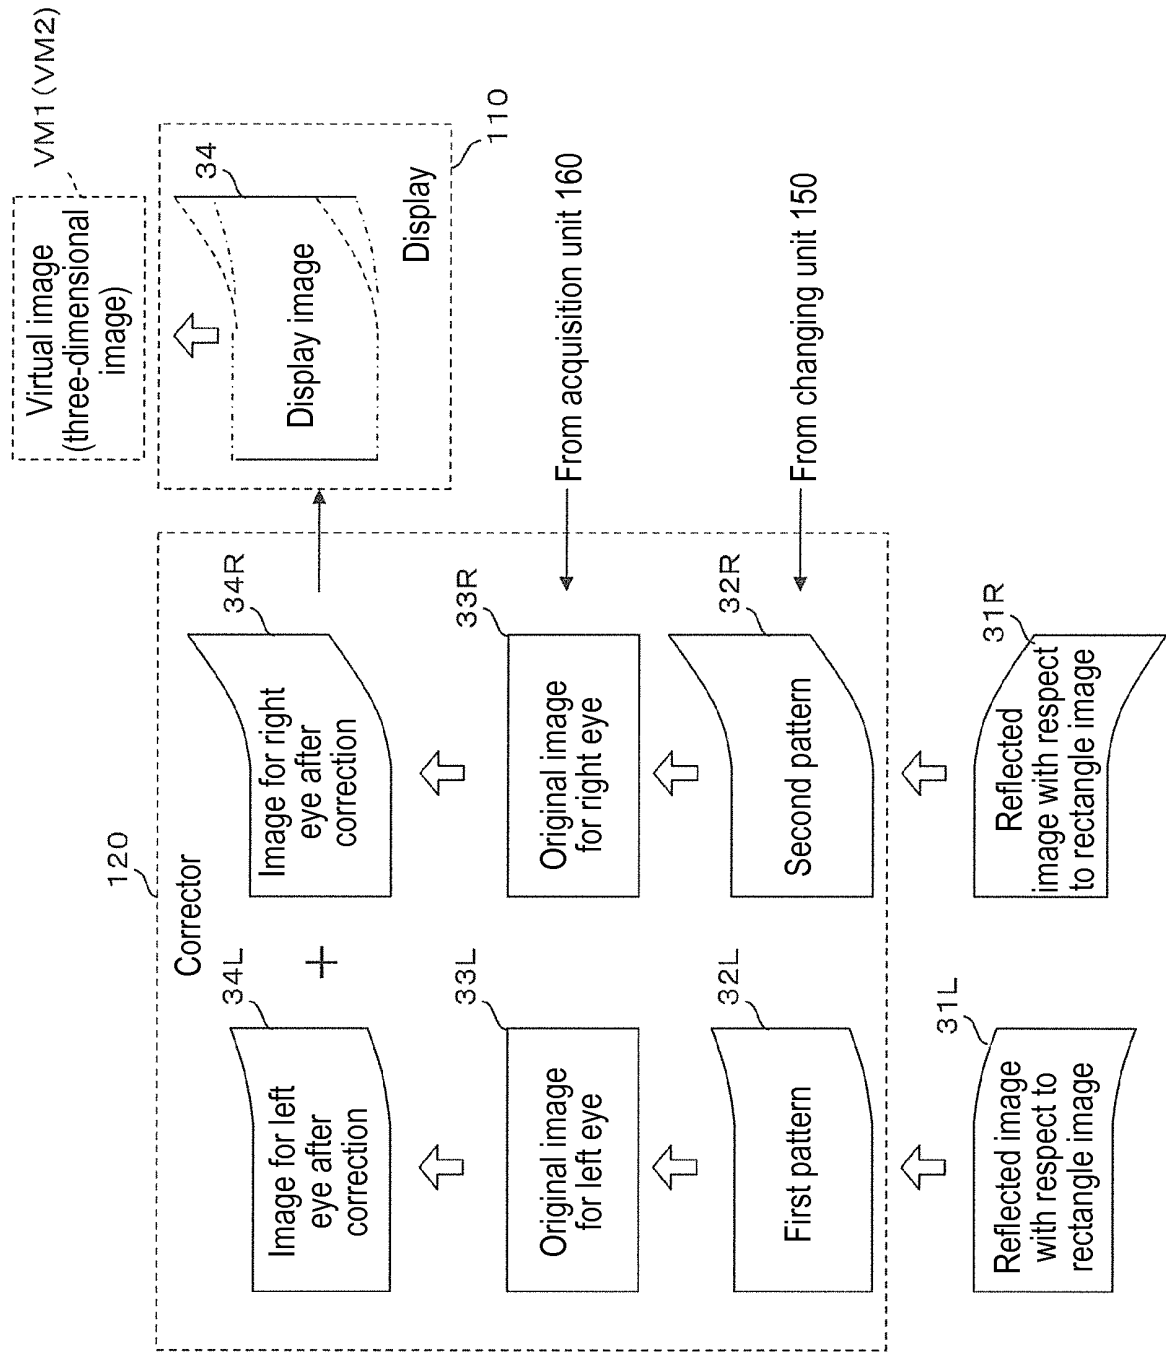 VM1(VM2)
Virtual image
(three-dimensional
image)
34
Display image
Display
110
120
Corrector
34L
Image for left
eye after
correction
+
34R
Image for right
eye after
correction
33L
Original image
for left eye
33R
Original image
for right eye
From acquisition unit 160
32L
First pattern
32R
Second pattern
From changing unit 150
31L
Reflected image
with respect to
rectangle image
31R
Reflected
image with respect
to rectangle image